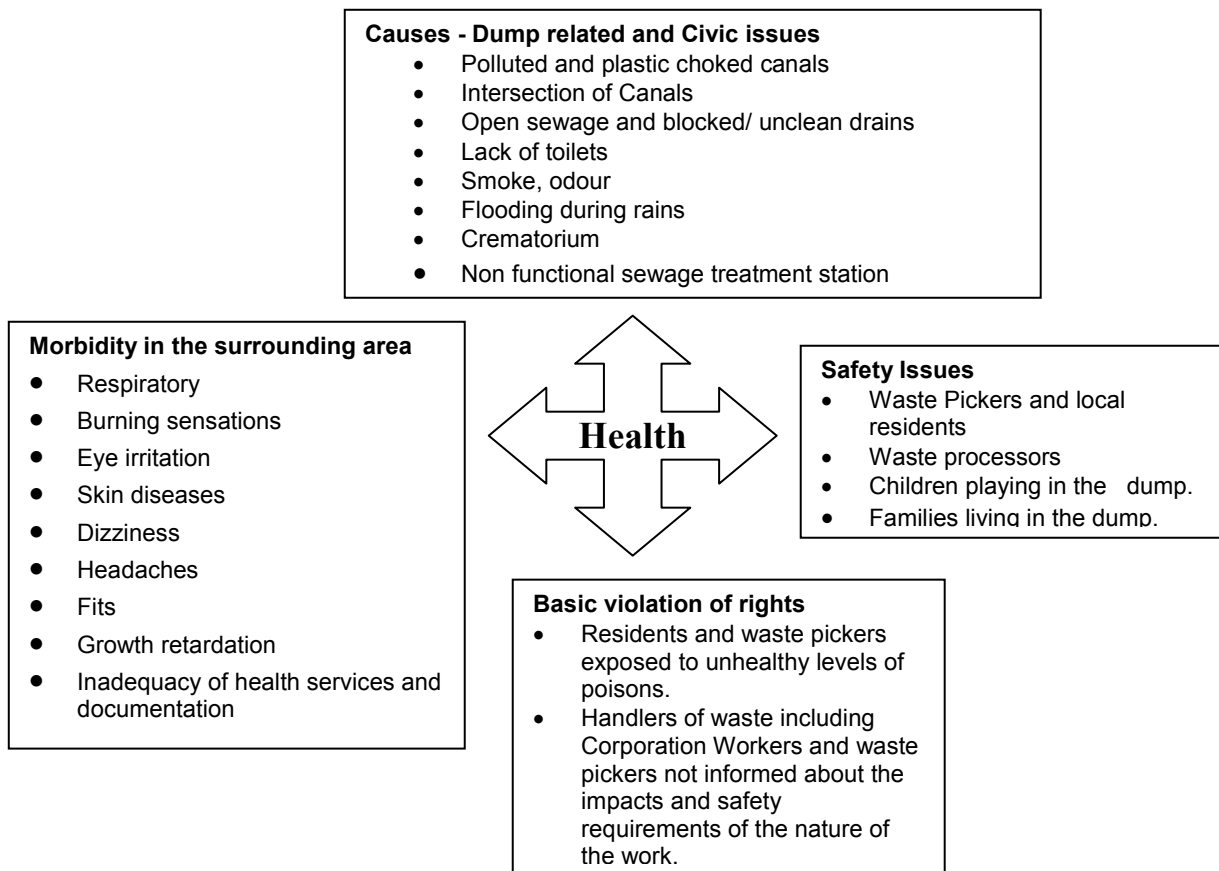 Causes - Dump related and Civic issues
• Polluted and plastic choked canals
• Intersection of Canals
• Open sewage and blocked/ unclean drains
• Lack of toilets
• Smoke, odour
• Flooding during rains
• Crematorium
• Non functional sewage treatment station
Morbidity in the surrounding area
• Respiratory
• Burning sensations
• Eye irritation
• Skin diseases
• Dizziness
• Headaches
• Fits
• Growth retardation
• Inadequacy of health services and
documentation
Health
Safety Issues
• Waste Pickers and local
residents
• Waste processors
• Children playing in the dump.
• Families living in the dump.
Basic violation of rights
• Residents and waste pickers
exposed to unhealthy levels of
poisons.
• Handlers of waste including
Corporation Workers and waste
pickers not informed about the
impacts and safety
requirements of the nature of
the work.